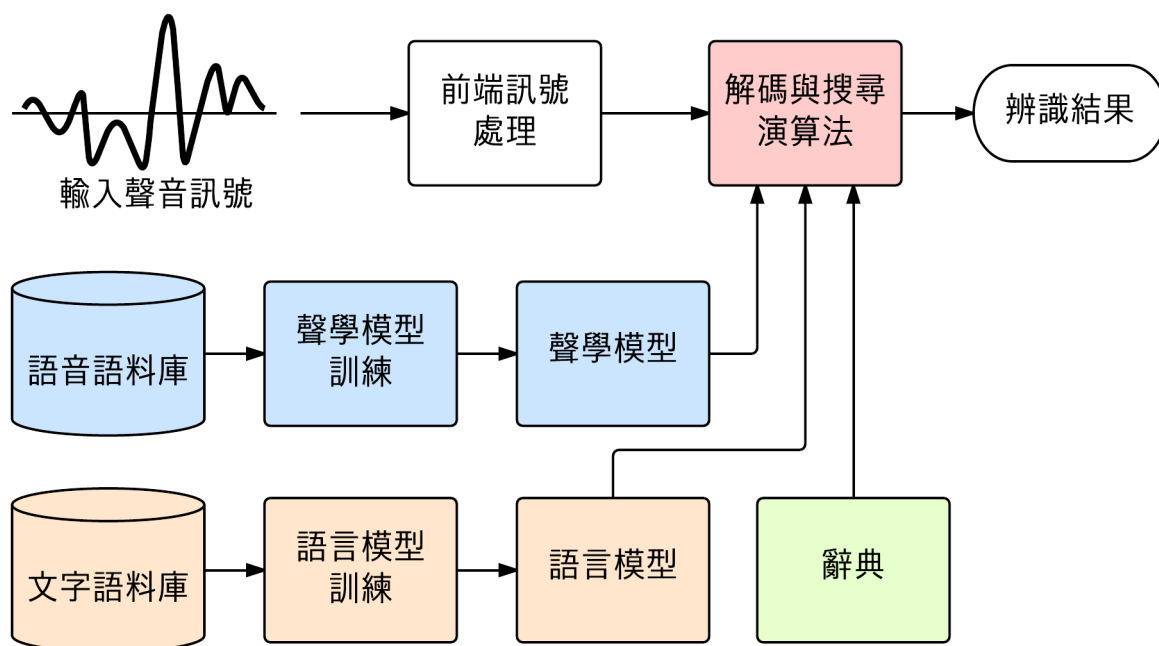 前端訊號
處理
解碼與搜尋
演算法
辨識結果
輸入聲音訊號
語音語料庫
聲學模型
訓練
聲學模型
文字語料庫
語言模型
訓練
語言模型
辭典